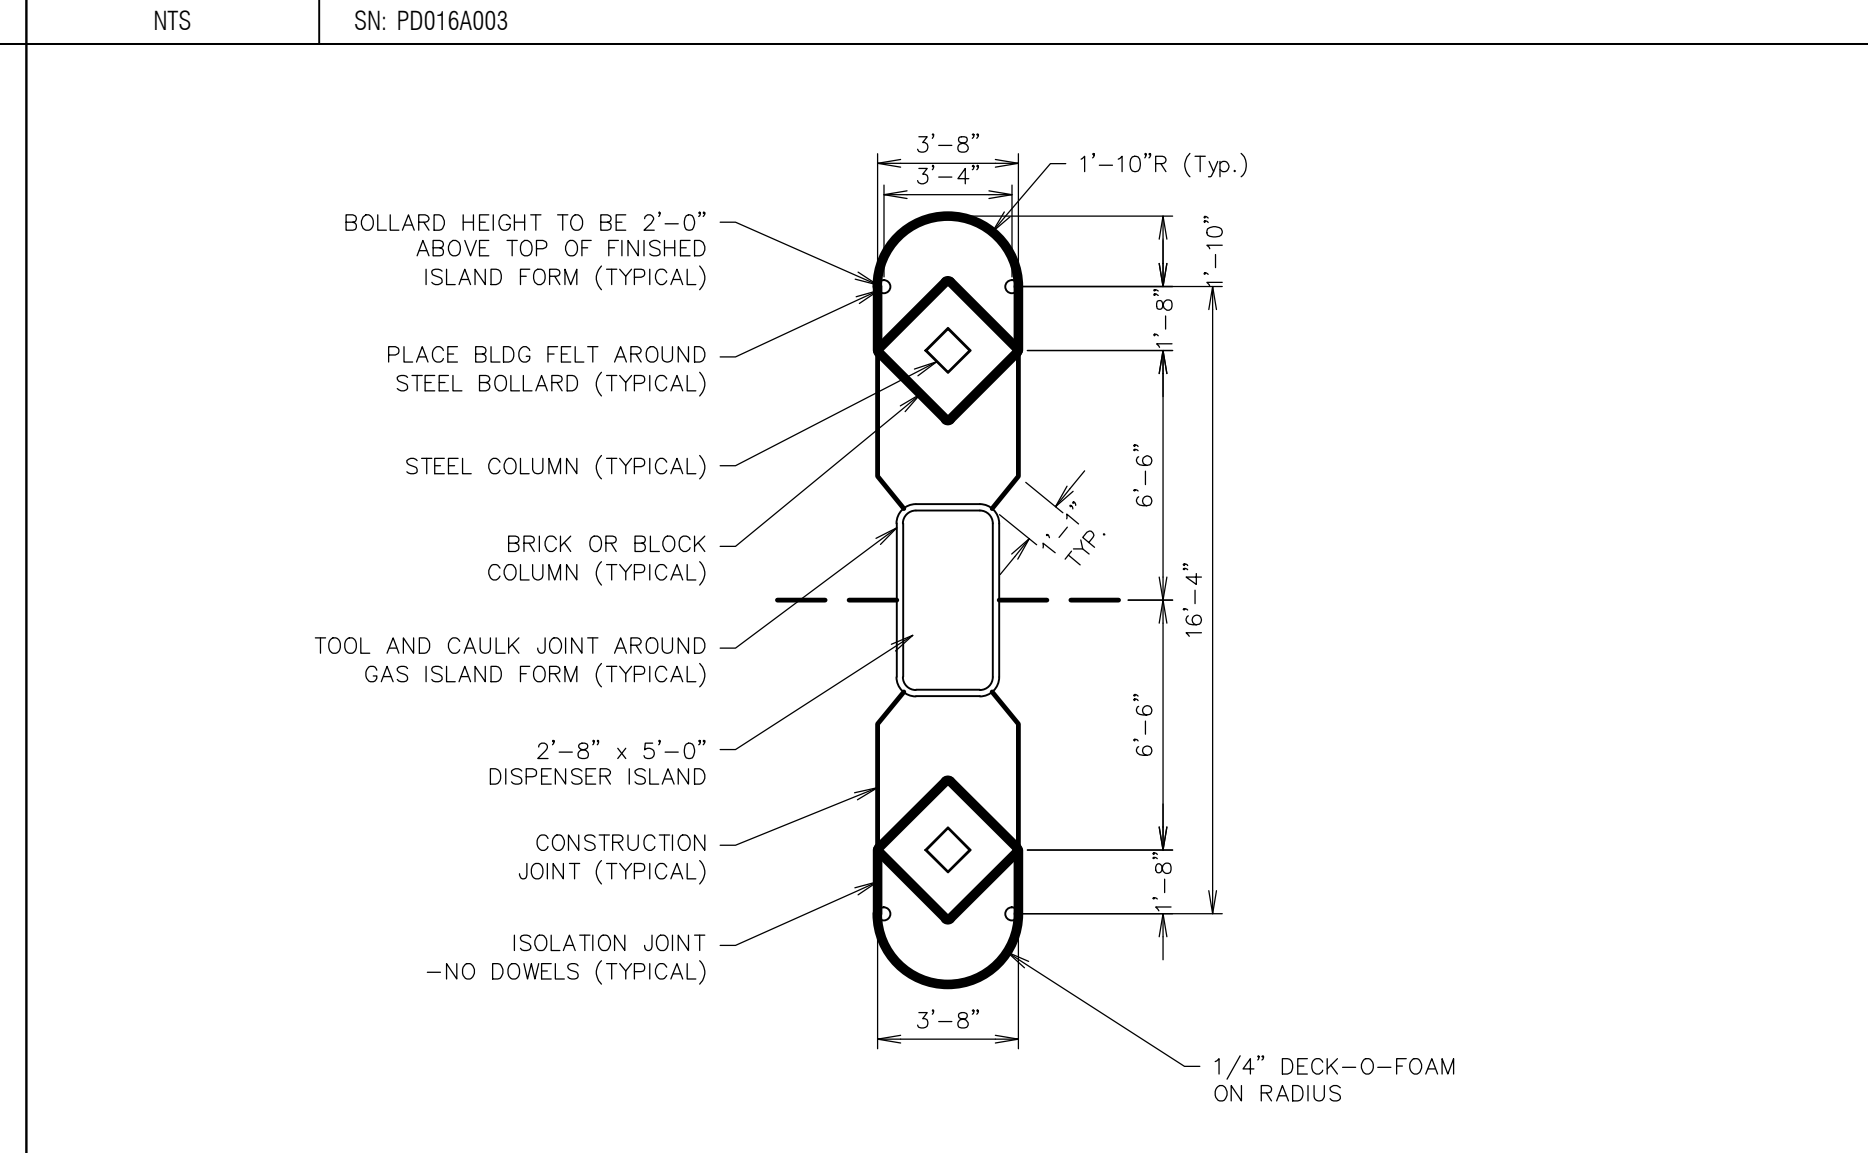 NTS
SN: PD016A003
3'-8"
3'-4"
1'-10"R (Typ.)
BOLLARD HEIGHT TO BE 2'-0"
ABOVE TOP OF FINISHED
ISLAND FORM (TYPICAL)
1'-10"
1'-8"
PLACE BLDG FELT AROUND
STEEL BOLLARD (TYPICAL)
STEEL COLUMN (TYPICAL)
6'-6"
1'-1"
TYP.
BRICK OR BLOCK
COLUMN (TYPICAL)
16'-4"
TOOL AND CAULK JOINT AROUND
GAS ISLAND FORM (TYPICAL)
6'-6"
2'-8" x 5'-0"
DISPENSER ISLAND
CONSTRUCTION
JOINT (TYPICAL)
1'-8"
ISOLATION JOINT
-NO DOWELS (TYPICAL)
3'-8"
1/4" DECK-O-FOAM
ON RADIUS